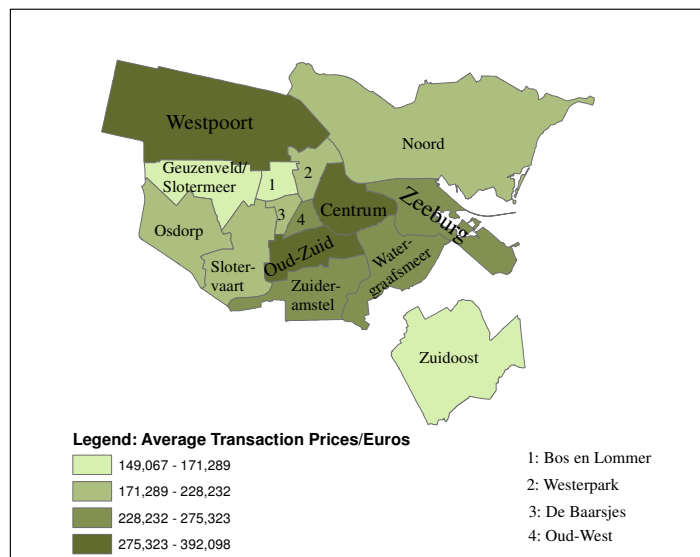 Westpoort
Noord
Geuzenveld/
Slotermeer
1
2
3
4
Centrum
Zeeburg
Osdorp
Sloter-
vaart
Oud-Zuid
Water-
graafsmeer
Zuider-
amstel
Zuidoost
Legend: Average Transaction Prices/Euros
149,067 - 171,289
171,289 - 228,232
228,232 - 275,323
275,323 - 392,098
1: Bos en Lommer
2: Westerpark
3: De Baarsjes
4: Oud-West